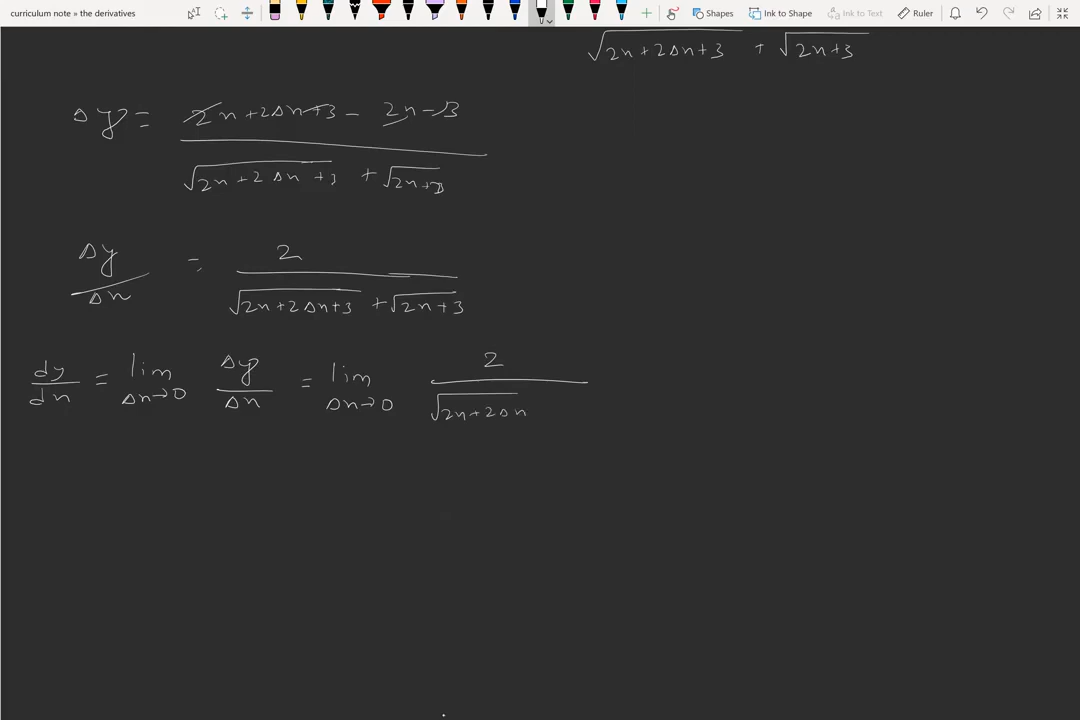 curriculum note » the derivatives
Shapes Ink to Shape Ink to Text Ruler
√(2n+2Δn+3) + √(2n+3)
Δy = (2n+2Δn+3 - 2n-3) / (√(2n+2Δn+3) + √(2n+3))
Δy/Δn = 2 / (√(2n+2Δn+3) + √(2n+3))
dy/dn = lim Δn→0 Δy/Δn = lim Δn→0 2 / √(2n+2Δn